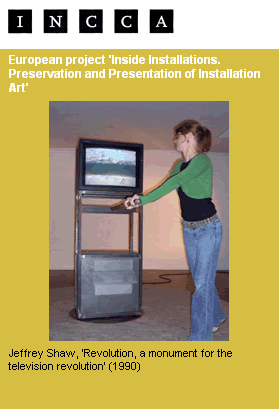 INCCA
European project 'Inside Installations.
Preservation and Presentation of Installation
Art'
Jeffrey Shaw, 'Revolution, a monument for the
television revolution' (1990)